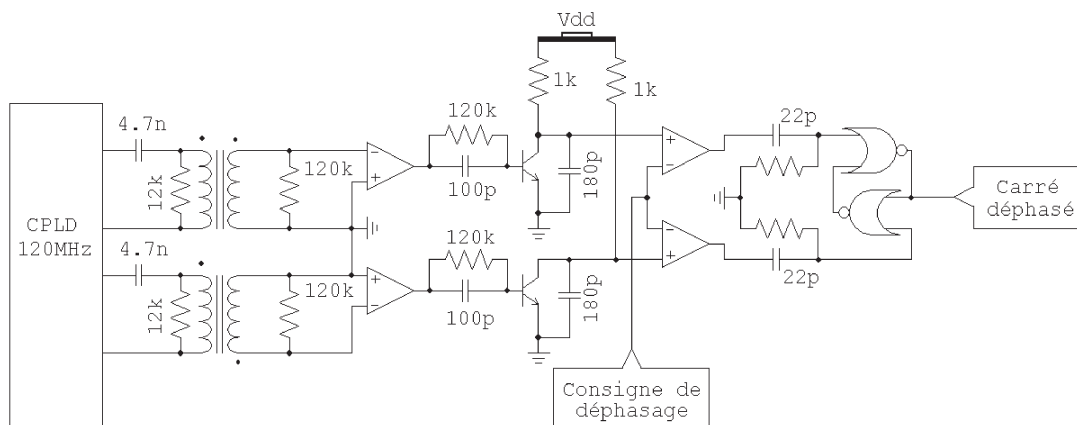 Vdd
1k
1k
4.7n
12k
120k
120k
100p
180p
22p
CPLD
120MHz
4.7n
12k
120k
120k
100p
180p
22p
Carré
déphasé
Consigne de
déphasage
+
-
+
-
-
+
+
-